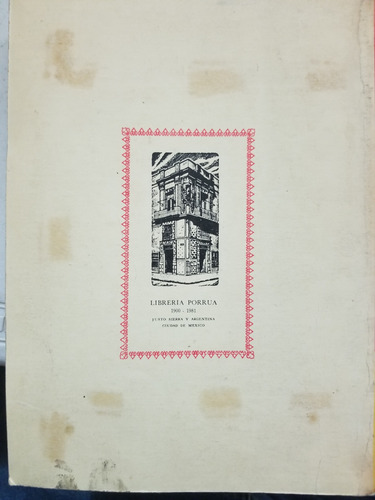 LIBRERIA PORRUA
1900 - 1981
JUSTO SIERRA Y ARGENTINA
CIUDAD DE MEXICO